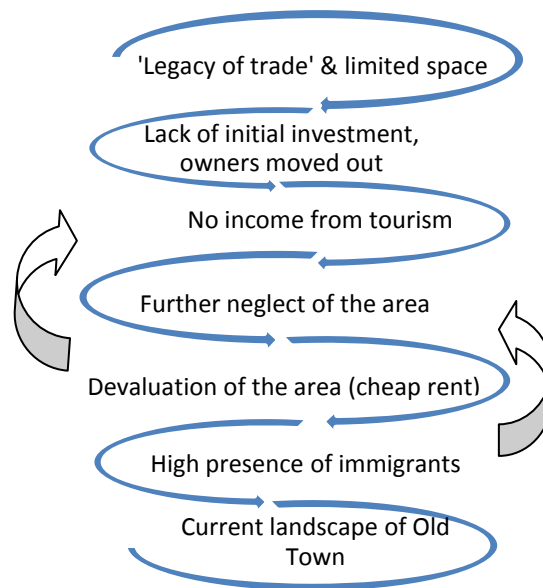 'Legacy of trade' & limited space
Lack of initial investment,
owners moved out
No income from tourism
Further neglect of the area
Devaluation of the area (cheap rent)
High presence of immigrants
Current landscape of Old
Town